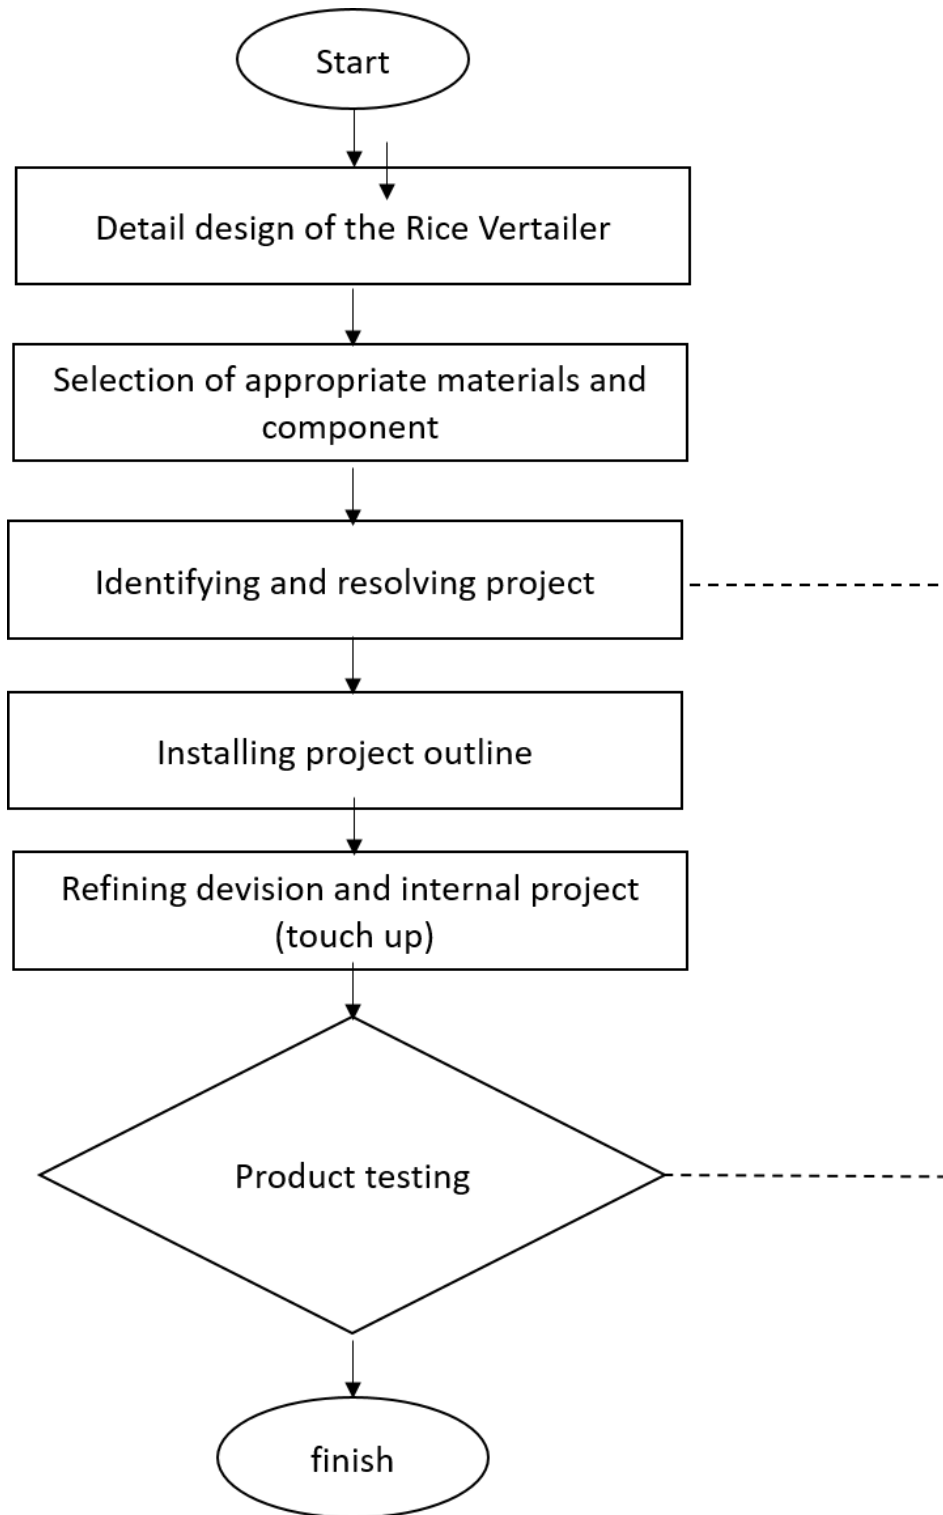 Start
Detail design of the Rice Vertailer
Selection of appropriate materials and
component
Identifying and resolving project
Installing project outline
Refining devision and internal project
(touch up)
Product testing
finish